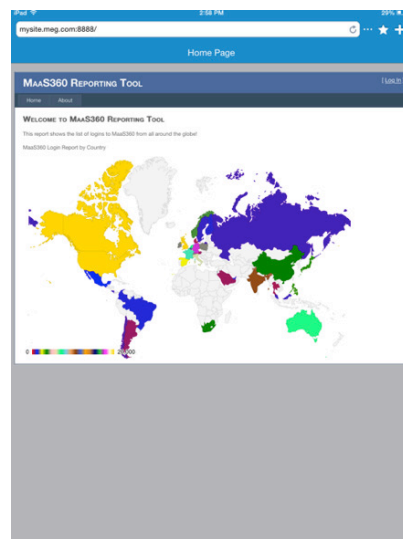 iPad 2:58 PM 29%
mysite.meg.com:8888/
Home Page
MaaS360 Reporting Tool
| Log In
Home About
Welcome to MaaS360 Reporting Tool
This report shows the list of logins to MaaS360 from all around the globe!
MaaS360 Login Report by Country
0